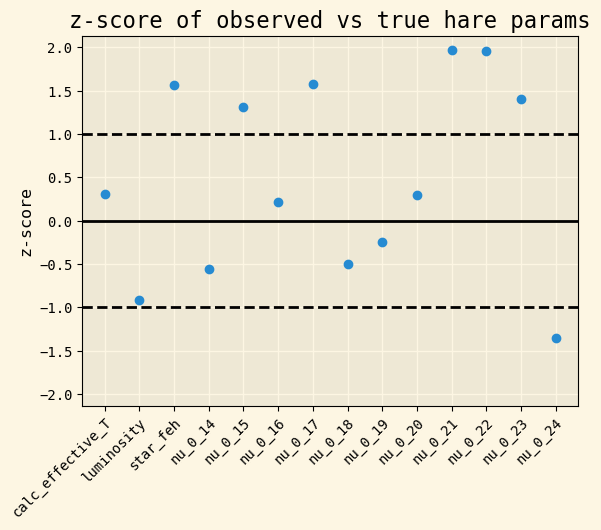 z-score of observed vs true hare params
z-score
2.0
1.5
1.0
0.5
0.0
−0.5
−1.0
−1.5
−2.0
calc_effective_T
luminosity
star_feh
nu_0_14
nu_0_15
nu_0_16
nu_0_17
nu_0_18
nu_0_19
nu_0_20
nu_0_21
nu_0_22
nu_0_23
nu_0_24